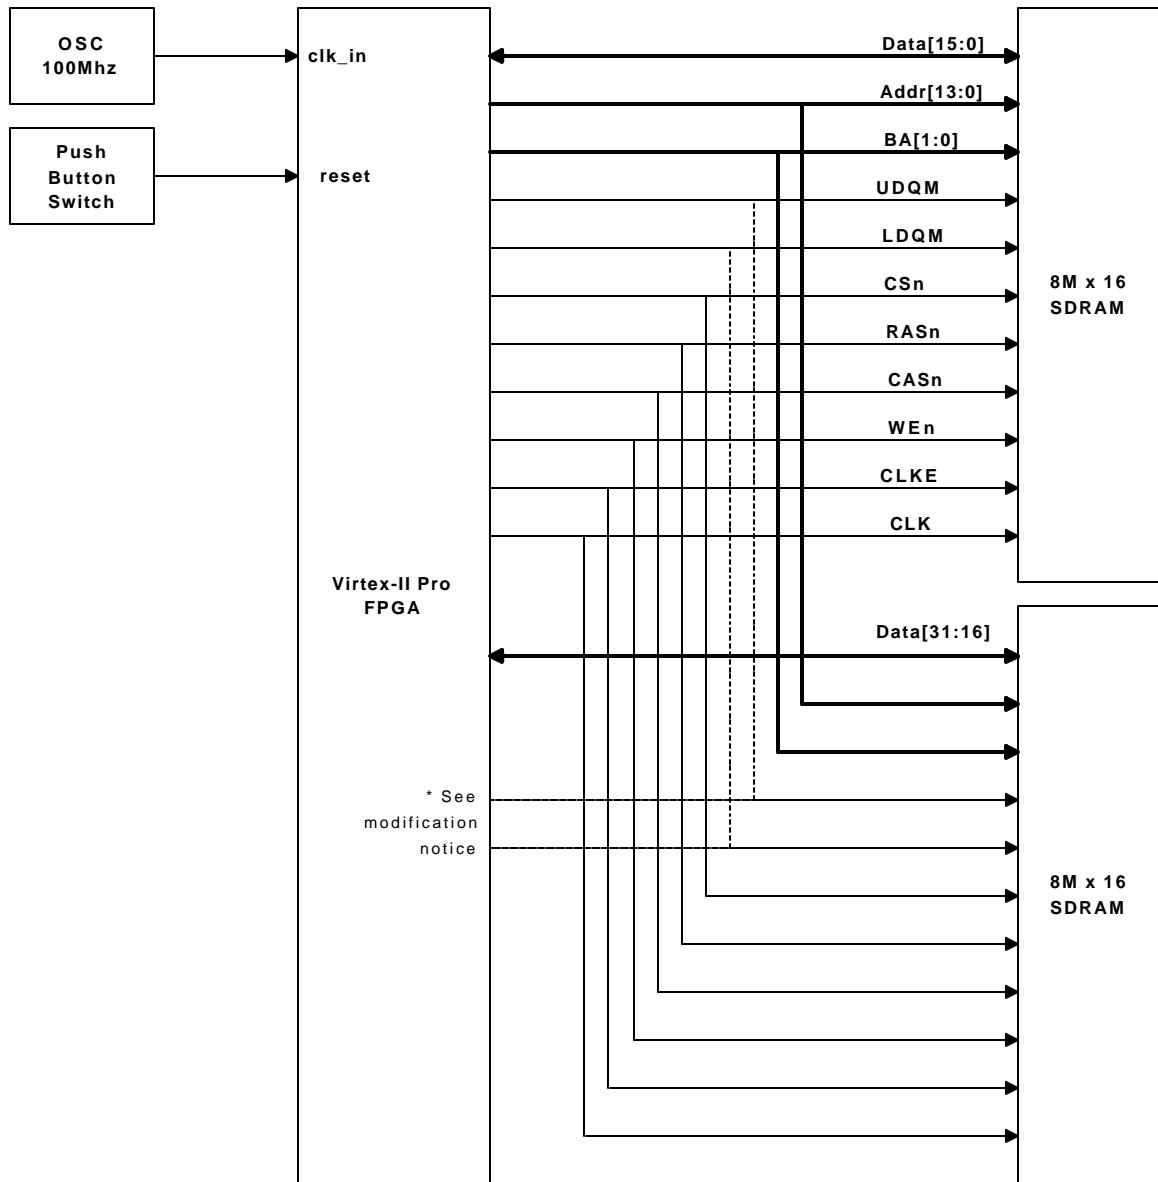 OSC
100Mhz
clk_in
Push
Button
Switch
reset
Data[15:0]
Addr[13:0]
BA[1:0]
UDQM
LDQM
CSn
RASn
CASn
WEn
CLKE
CLK
8M x 16
SDRAM
Virtex-II Pro
FPGA
Data[31:16]
* See
modification
notice
8M x 16
SDRAM